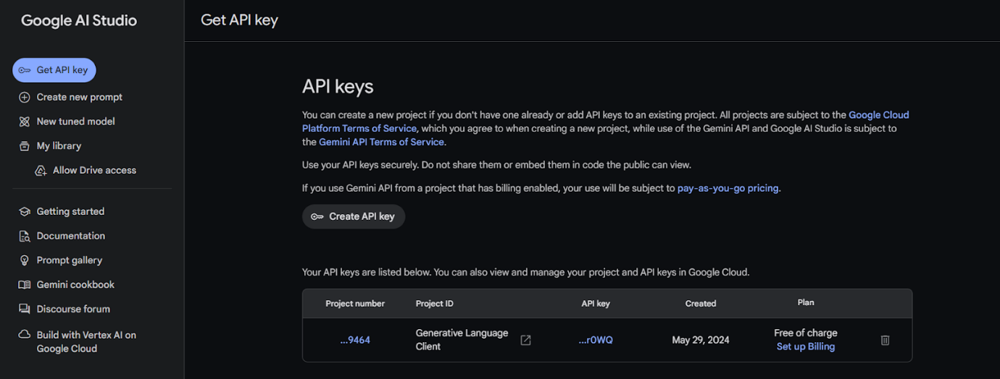 Google AI Studio
Get API key
Create new prompt
New tuned model
My library
Allow Drive access
Getting started
Documentation
Prompt gallery
Gemini cookbook
Discourse forum
Build with Vertex AI on
Google Cloud
Get API key
API keys
You can create a new project if you don't have one already or add API keys to an existing project. All projects are subject to the Google Cloud
Platform Terms of Service, which you agree to when creating a new project, while use of the Gemini API and Google AI Studio is subject to
the Gemini API Terms of Service.
Use your API keys securely. Do not share them or embed them in code the public can view.
If you use Gemini API from a project that has billing enabled, your use will be subject to pay-as-you-go pricing.
Create API key
Your API keys are listed below. You can also view and manage your project and API keys in Google Cloud.
Project number Project ID API key Created Plan
...9464 Generative Language Client ...r0WQ May 29, 2024 Free of charge
Set up Billing